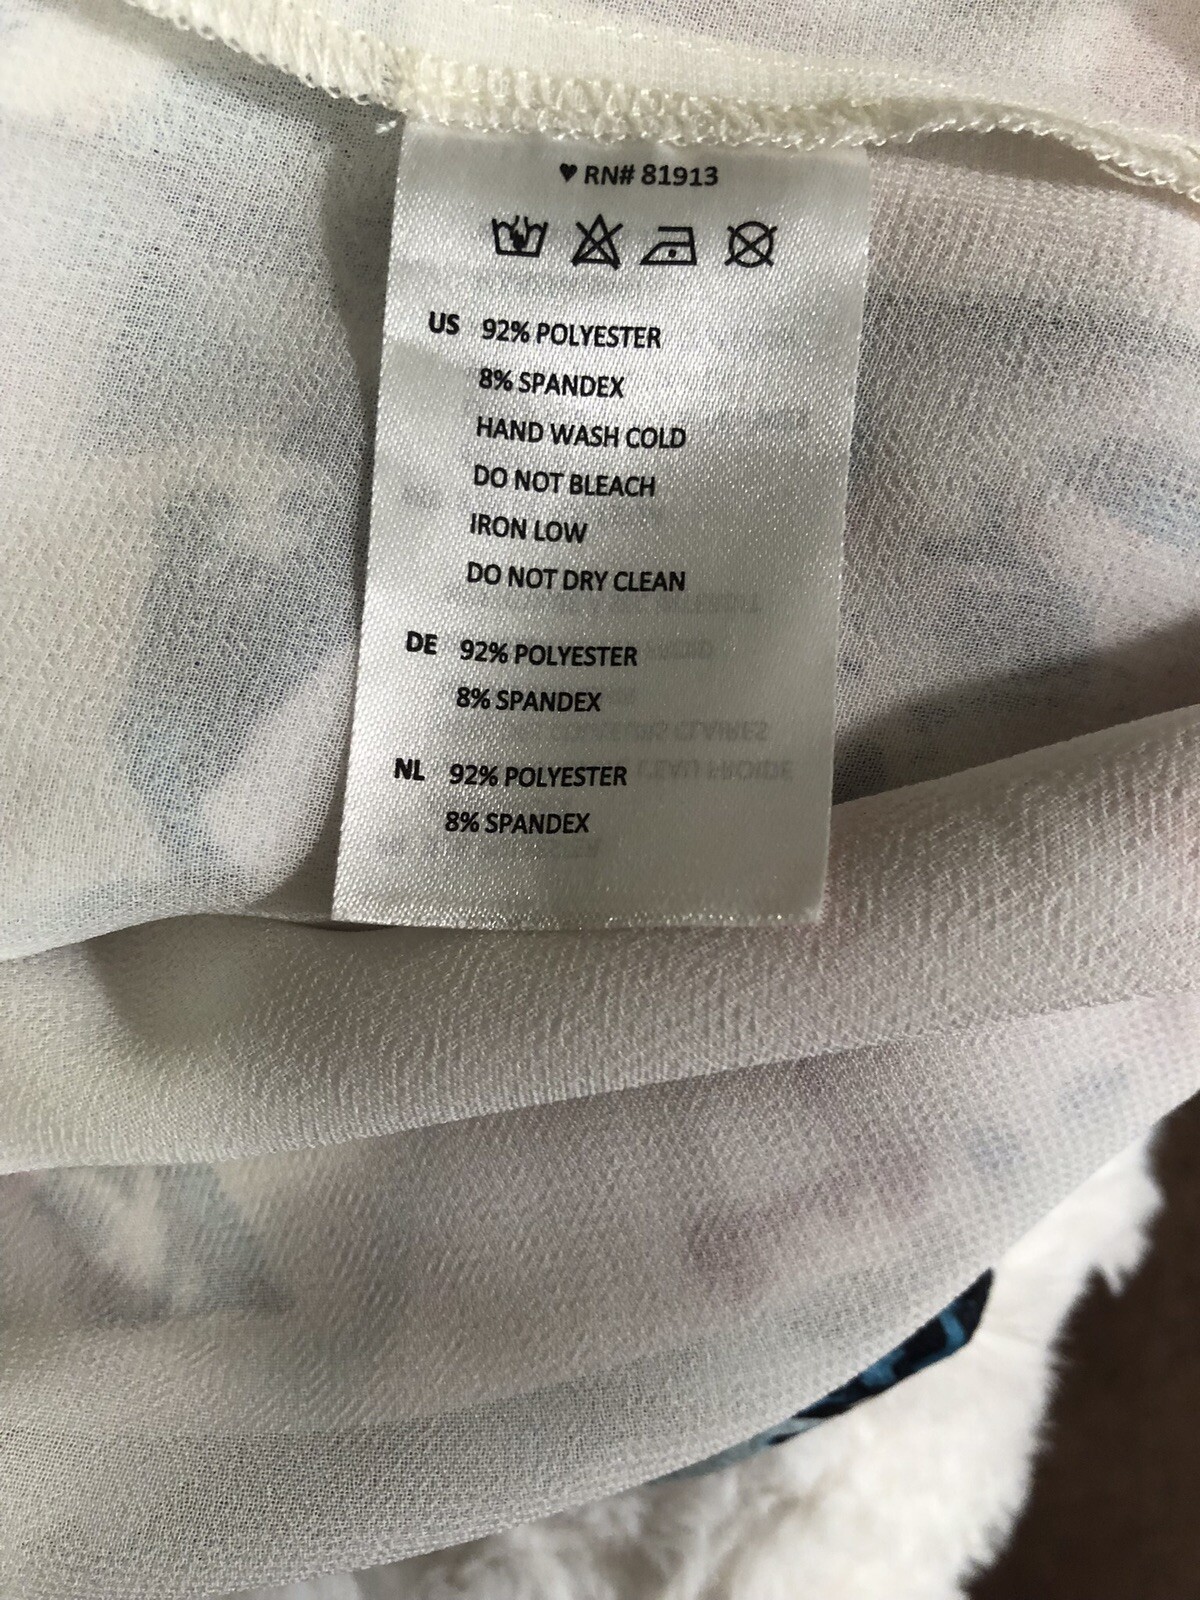 ♥ RN# 81913
US 92% POLYESTER
8% SPANDEX
HAND WASH COLD
DO NOT BLEACH
IRON LOW
DO NOT DRY CLEAN
DE 92% POLYESTER
8% SPANDEX
NL 92% POLYESTER
8% SPANDEX